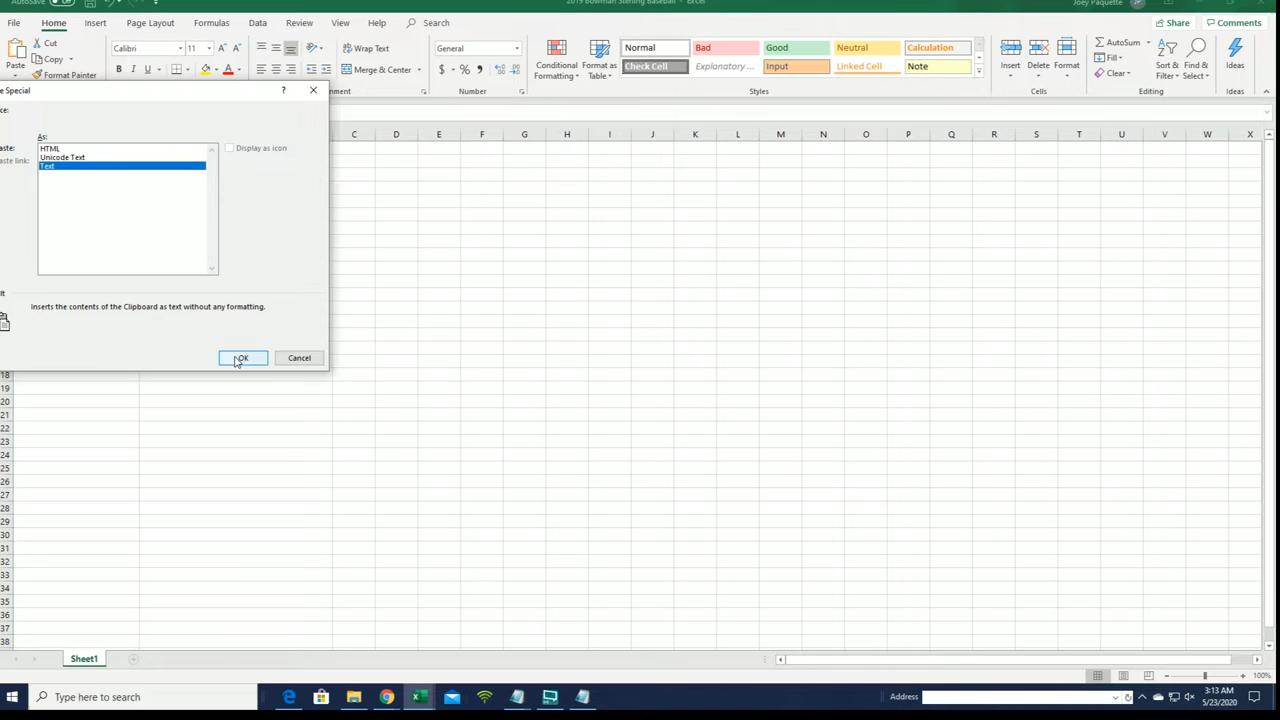 AutoSave
2019 Bowman Sterling Baseball - Excel
Joey Paquette
JP
File
Home
Insert
Page Layout
Formulas
Data
Review
View
Help
Search
Share
Comments
Paste
Cut
Copy
Format Painter
Calibri
11
B I U
Wrap Text
Merge & Center
General
$ % ,
Number
Conditional Formatting
Format as Table
Normal
Bad
Good
Neutral
Calculation
Check Cell
Explanatory ...
Input
Linked Cell
Note
Styles
Insert
Delete
Format
Cells
AutoSum
Fill
Clear
Sort & Filter
Find & Select
Editing
Ideas
Ideas
e Special
?
ce:
As:
aste:
aste link:
HTML
Unicode Text
Text
Display as icon
lt
Inserts the contents of the Clipboard as text without any formatting.
OK
Cancel
C D E F G H I J K L M N O P Q R S T U V W X
18
19
20
21
22
23
24
25
26
27
28
29
30
31
32
33
34
35
36
37
38
Sheet1
100%
Type here to search
Address
3:13 AM
5/23/2020